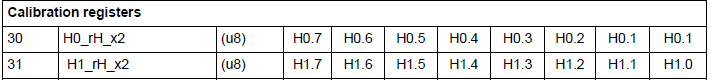 Calibration registers
30 H0_rH_x2 (u8) H0.7 H0.6 H0.5 H0.4 H0.3 H0.2 H0.1 H0.1
31 H1_rH_x2 (u8) H1.7 H1.6 H1.5 H1.4 H1.3 H1.2 H1.1 H1.0